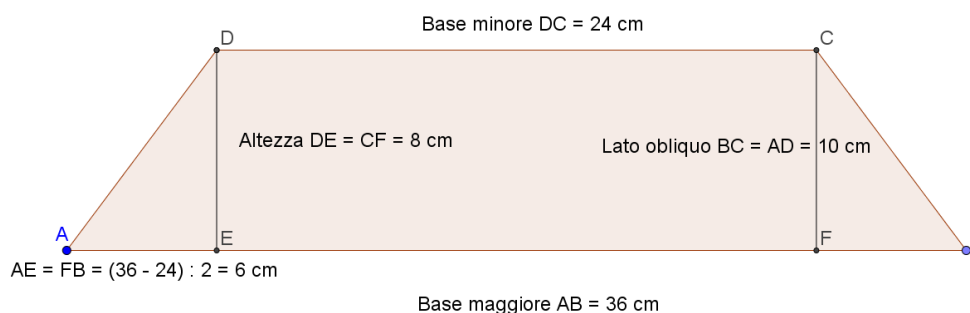 Base minore DC = 24 cm
D
C
Altezza DE = CF = 8 cm
Lato obliquo BC = AD = 10 cm
A
E
F
AE = FB = (36 - 24) : 2 = 6 cm
Base maggiore AB = 36 cm